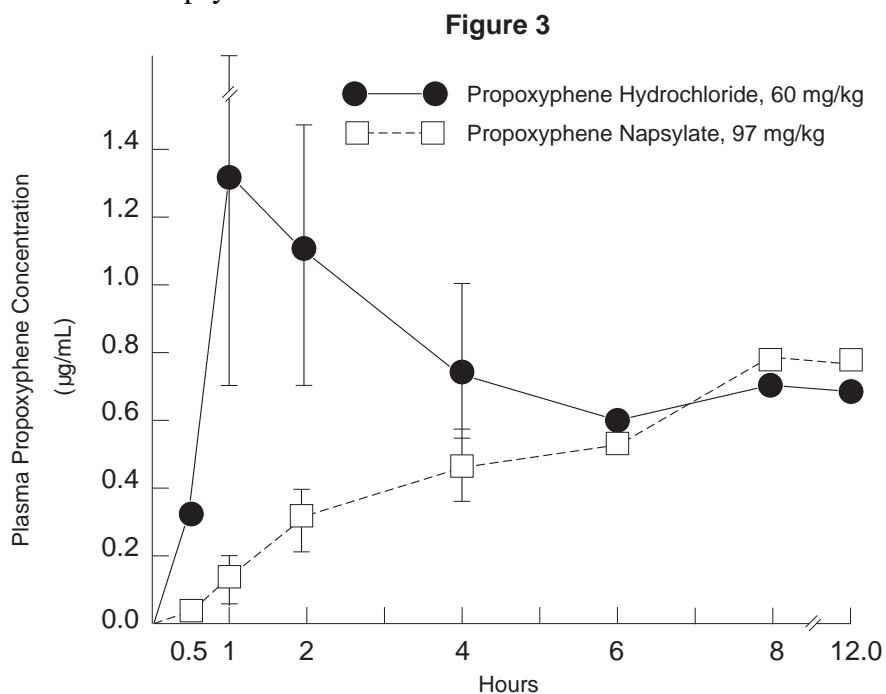 Figure 3
Propoxyphene Hydrochloride, 60 mg/kg
Propoxyphene Napsylate, 97 mg/kg
Plasma Propoxyphene Concentration
(µg/mL)
1.4
1.2
1.0
0.8
0.6
0.4
0.2
0.0
0.5 1 2 4 6 8 12.0
Hours